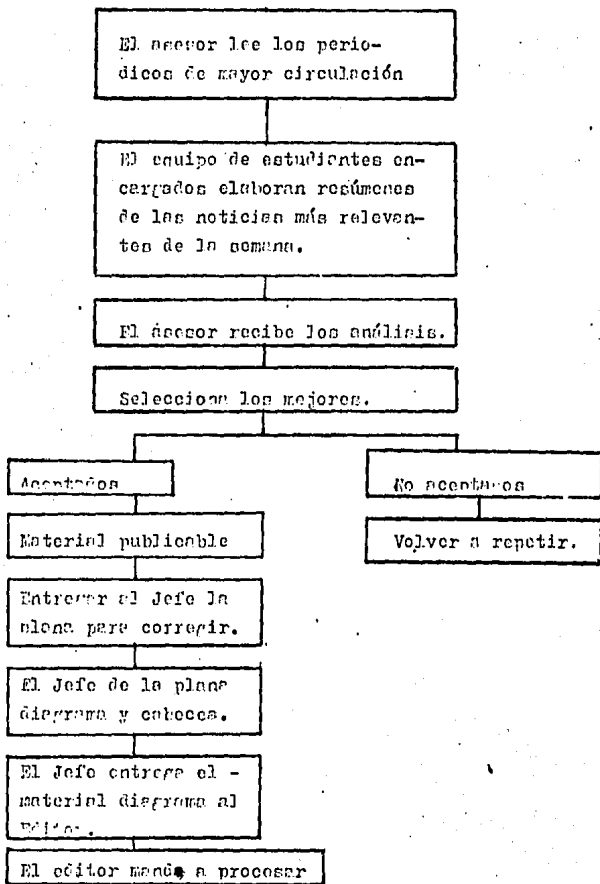 El asesor lee los perio-
dicos de mayor circulación
El equipo de estudiantes en-
cargados elaboran resúmenes
de las noticias más relevan-
tes de la semana.
El asesor recibe los análisis.
Selecciona los mejores.
Aceptados
No aceptados
Material publicable
Volver a repetir.
Entregar al Jefe la
plana para corregir.
El Jefe de la plana
diagrama y cabecea.
El Jefe entrega el -
material diagrama al
Editor.
El editor manda a procesar